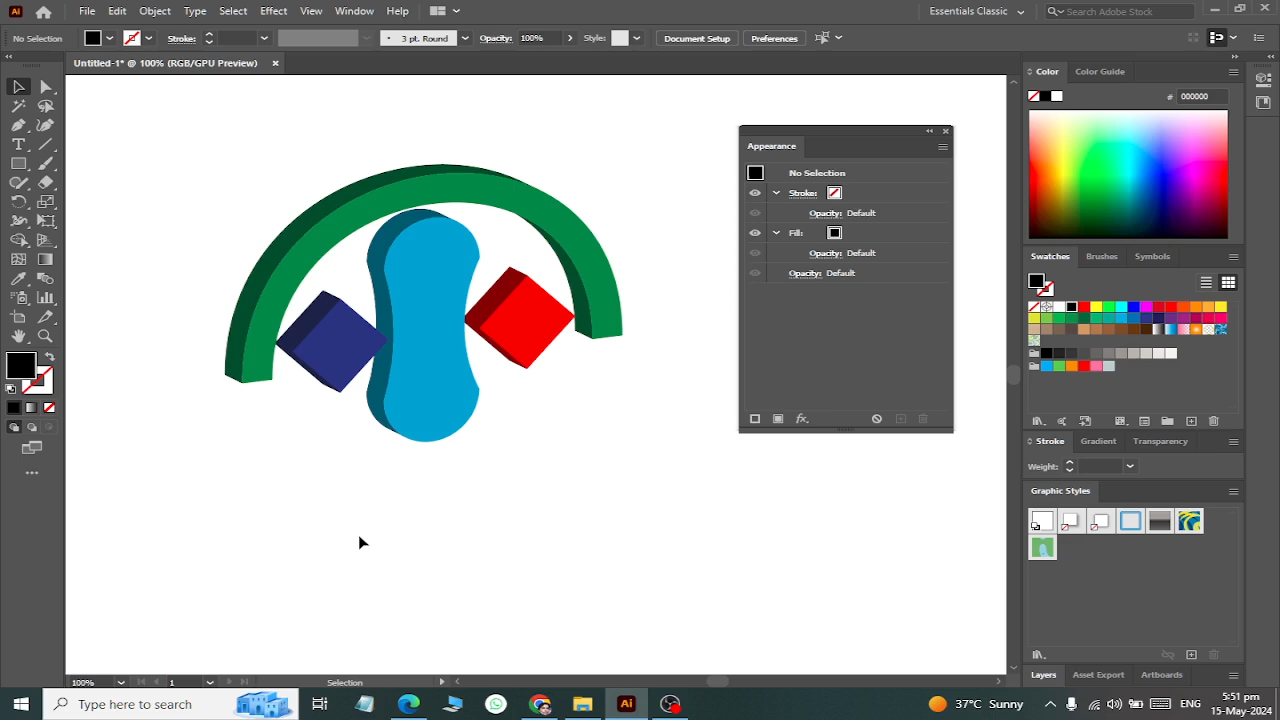 Ai File Edit Object Type Select Effect View Window Help Essentials Classic Search Adobe Stock
No Selection Stroke: 3 pt. Round Opacity: 100% Style: Document Setup Preferences
Untitled-1* @ 100% (RGB/GPU Preview)
Color Color Guide
# 000000
Appearance
No Selection
Stroke:
Opacity: Default
Fill:
Opacity: Default
Opacity: Default
fx
Swatches Brushes Symbols
Stroke Gradient Transparency
Weight:
Graphic Styles
Layers Asset Export Artboards
100% 1 Selection
Type here to search
Ai
37°C Sunny
ENG
5:51 pm
15-May-2024